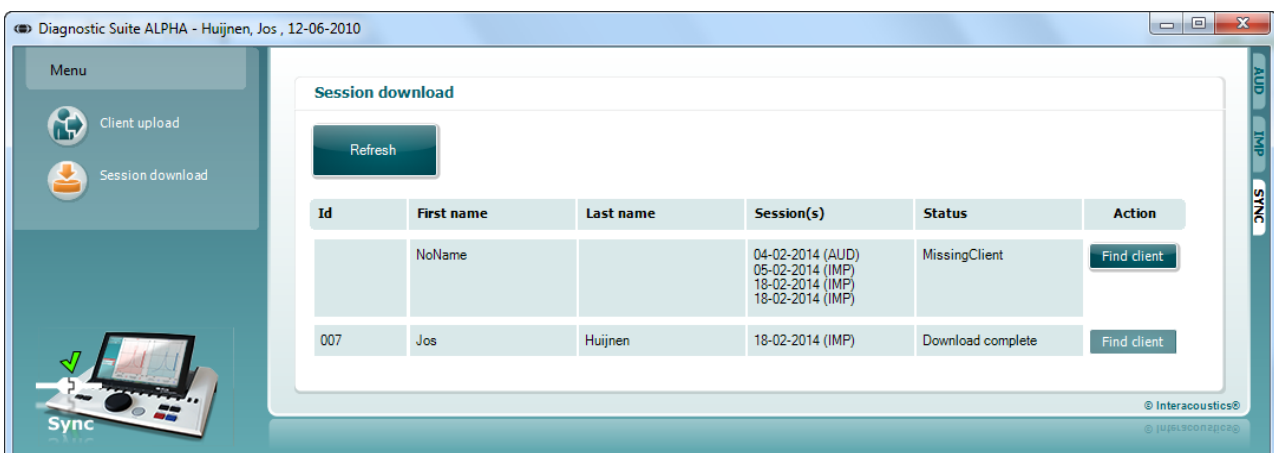 Diagnostic Suite ALPHA - Huijnen, Jos , 12-06-2010
Menu
Client upload
Session download
Sync
Session download
Refresh
Id First name Last name Session(s) Status Action
NoName 04-02-2014 (AUD) MissingClient Find client
05-02-2014 (IMP)
18-02-2014 (IMP)
18-02-2014 (IMP)
007 Jos Huijnen 18-02-2014 (IMP) Download complete Find client
© Interacoustics®
AUD
IMP
SYNC